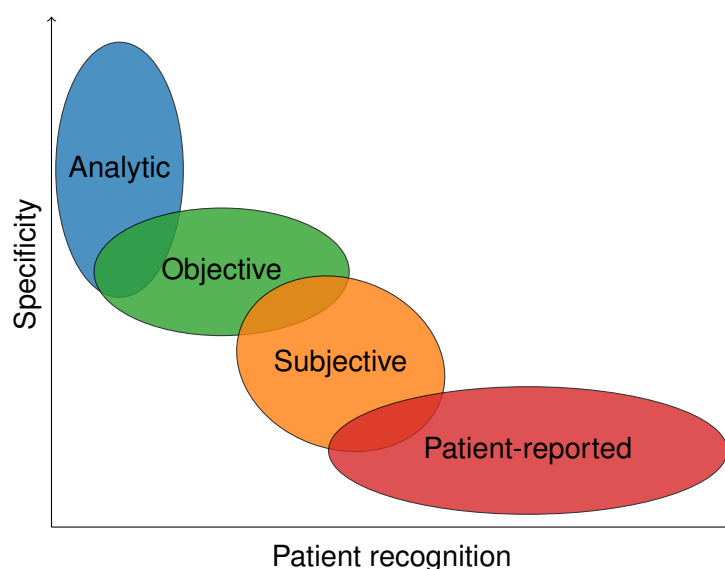 Analytic
Objective
Subjective
Patient-reported
Specificity
Patient recognition